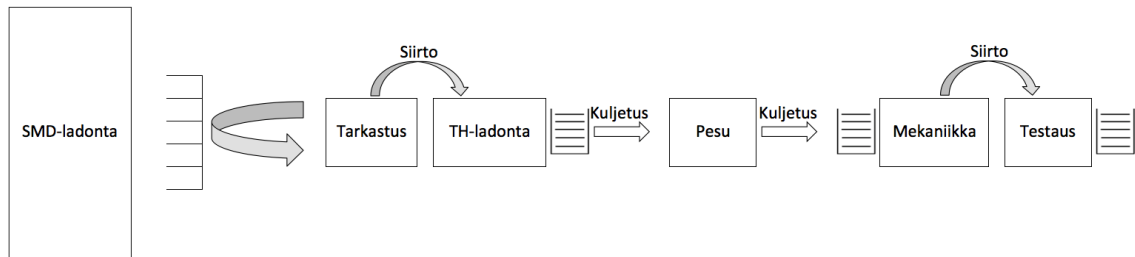 Siirto
Siirto
SMD-ladonta
Tarkastus
TH-ladonta
Kuljetus
Pesu
Kuljetus
Mekaniikka
Testaus